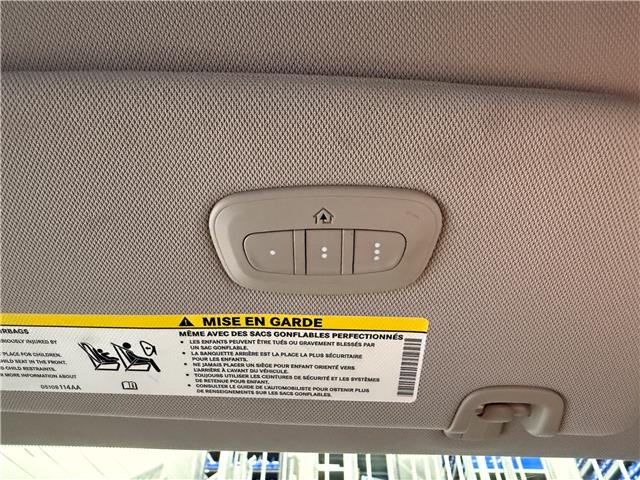 MISE EN GARDE
MÊME AVEC DES SACS GONFLABLES PERFECTIONNÉS
• LES ENFANTS PEUVENT ÊTRE TUÉS OU GRAVEMENT BLESSÉS PAR
UN SAC GONFLABLE.
• LA BANQUETTE ARRIÈRE EST LA PLACE LA PLUS SÉCURITAIRE
POUR LES ENFANTS.
• NE JAMAIS PLACER UN SIÈGE POUR ENFANT ORIENTÉ VERS
L'ARRIÈRE À L'AVANT DU VÉHICULE.
• TOUJOURS UTILISER LES CEINTURES DE SÉCURITÉ ET LES SYSTÈMES
DE RETENUE POUR ENFANT.
• CONSULTER LE GUIDE DE L'AUTOMOBILISTE POUR OBTENIR PLUS
DE RENSEIGNEMENTS SUR LES SACS GONFLABLES.
RBAGS
RIOUSLY INJURED BY
PLACE FOR CHILDREN.
CHILD SEAT IN THE FRONT.
CHILD RESTRAINTS.
MORE INFORMATION ABOUT
05108114AA